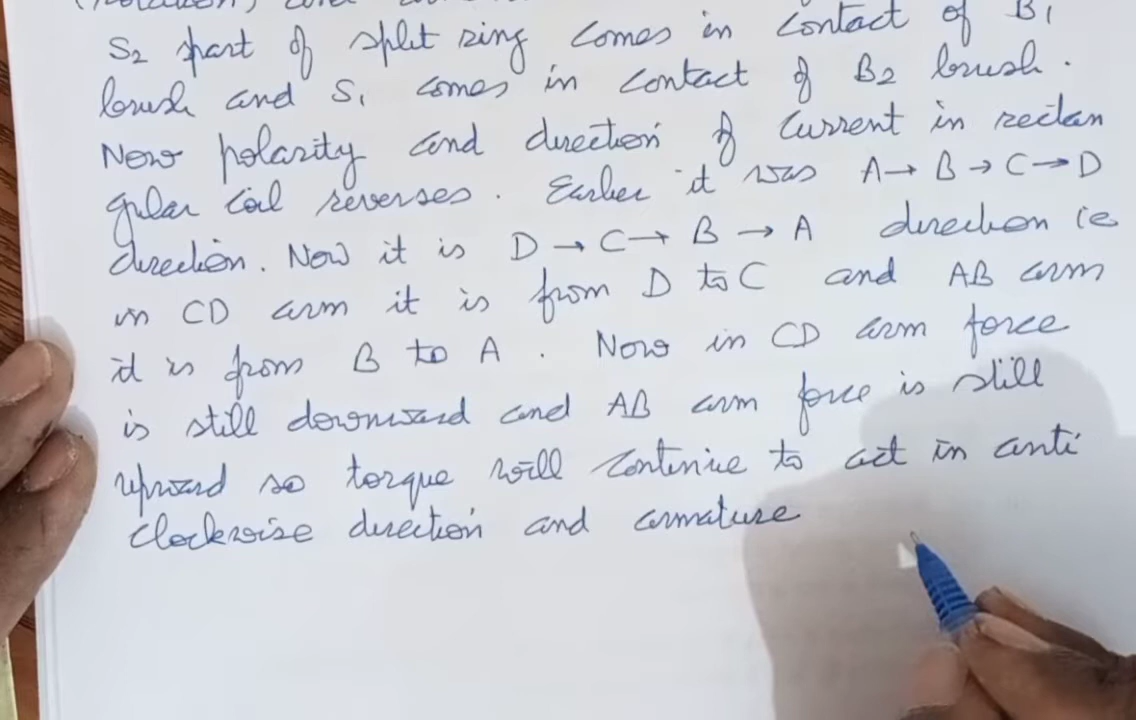 S2 part of split ring comes in contact of B1
brush and S1 comes in contact of B2 brush.
Now polarity and direction of current in rectan
gular coil reverses. Earlier it was A→ B → C → D
direction. Now it is D → C → B → A direction ie
in CD arm it is from D to C and AB arm
it is from B to A. Now in CD arm force
is still downward and AB arm force is still
upward so torque will continue to act in anti
clockwise direction and armature